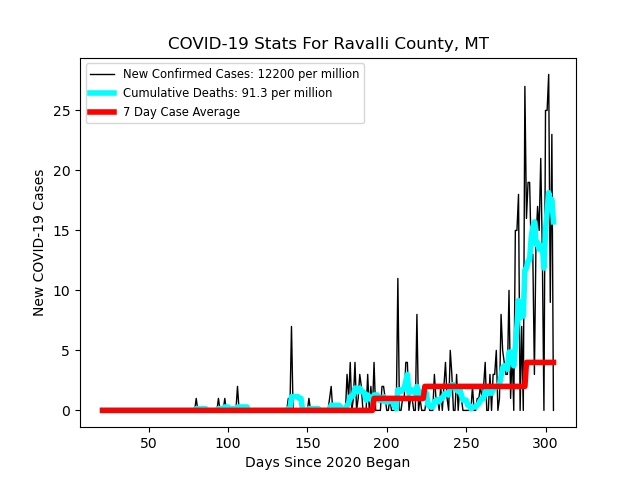 COVID-19 Stats For Ravalli County, MT
New Confirmed Cases: 12200 per million
Cumulative Deaths: 91.3 per million
7 Day Case Average
New COVID-19 Cases
25
20
15
10
5
0
50 100 150 200 250 300
Days Since 2020 Began